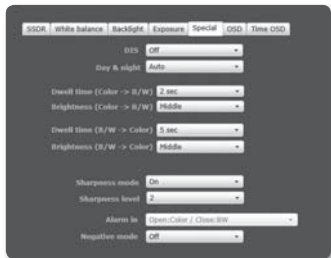 SSDR White balance Backlight Exposure Special OSD Time OSD
DIS Off
Day & night Auto
Dwell time (Color -> B/W) 2 sec
Brightness (Color -> B/W) Middle
Dwell time (B/W -> Color) 5 sec
Brightness (B/W -> Color) Middle
Sharpness mode On
Sharpness level 2
Alarm in Open:Color / Close:BW
Negative mode Off